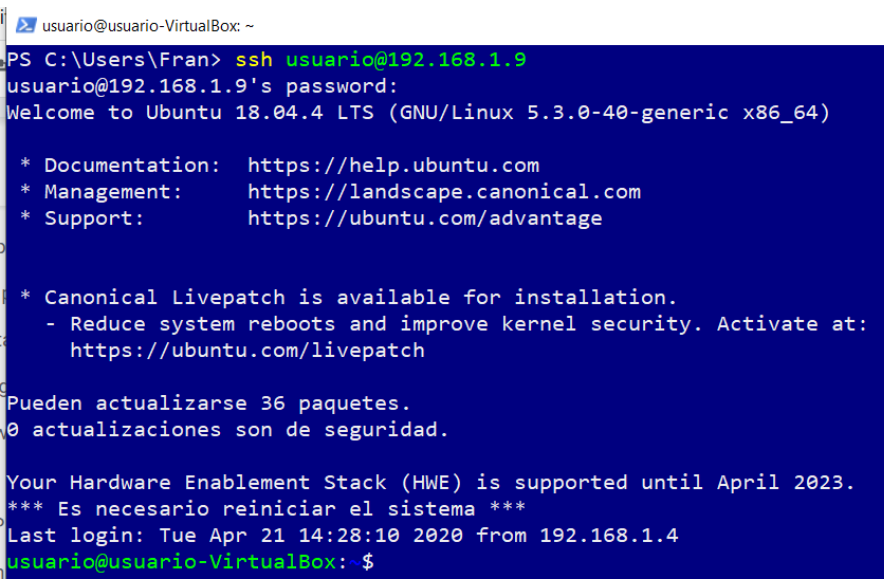 usuario@usuario-VirtualBox: ~
PS C:\Users\Fran> ssh usuario@192.168.1.9
usuario@192.168.1.9's password:
Welcome to Ubuntu 18.04.4 LTS (GNU/Linux 5.3.0-40-generic x86_64)

 * Documentation:  https://help.ubuntu.com
 * Management:     https://landscape.canonical.com
 * Support:        https://ubuntu.com/advantage


 * Canonical Livepatch is available for installation.
   - Reduce system reboots and improve kernel security. Activate at:
     https://ubuntu.com/livepatch

Pueden actualizarse 36 paquetes.
0 actualizaciones son de seguridad.

Your Hardware Enablement Stack (HWE) is supported until April 2023.
*** Es necesario reiniciar el sistema ***
Last login: Tue Apr 21 14:28:10 2020 from 192.168.1.4
usuario@usuario-VirtualBox:~$